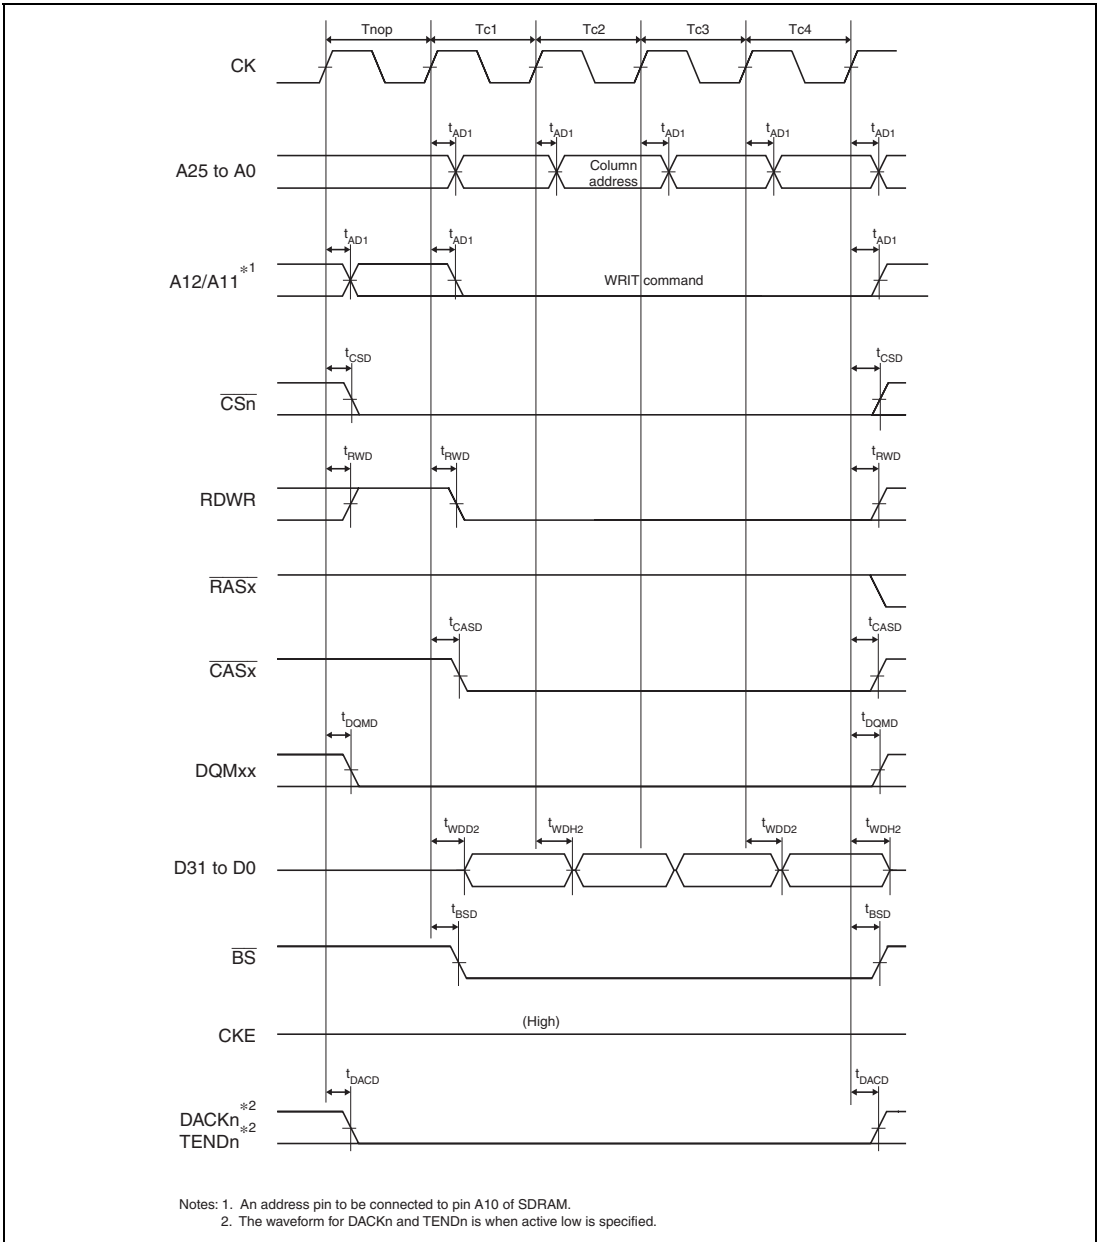 Tnop Tc1 Tc2 Tc3 Tc4
CK
tAD1 tAD1 tAD1 tAD1 tAD1
A25 to A0
Column
address
tAD1 tAD1 tAD1
A12/A11*1
WRIT command
tCSD tCSD
CSn
tRWD tRWD tRWD
RDWR
RASx
tCASD tCASD
CASx
tDQMD tDQMD
DQMxx
tWDD2 tWDH2 tWDD2 tWDH2
D31 to D0
tBSD tBSD
BS
(High)
CKE
tDACD tDACD
DACKn*2
TENDn*2
Notes: 1. An address pin to be connected to pin A10 of SDRAM.
2. The waveform for DACKn and TENDn is when active low is specified.